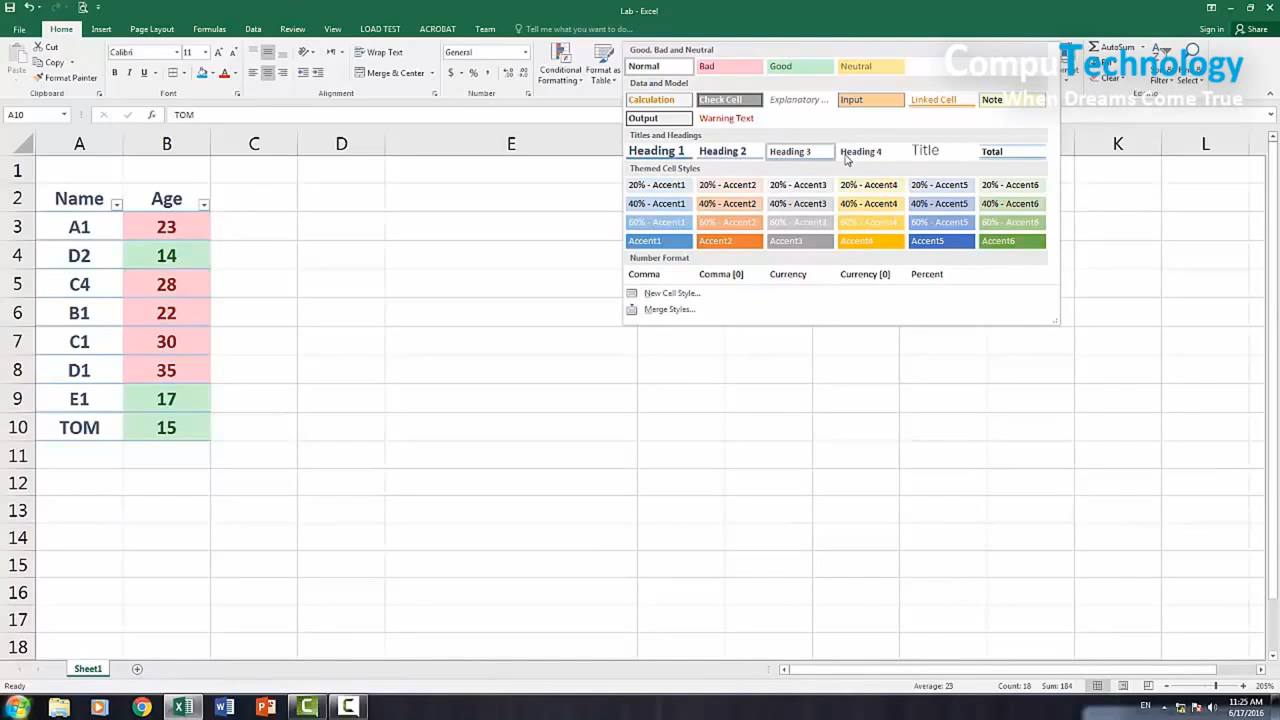 Lab - Excel
Sign in Share
File Home Insert Page Layout Formulas Data Review View LOAD TEST ACROBAT Team Tell me what you want to do...
Cut
Copy
Format Painter
Clipboard
Calibri 11
B I U
Font
Wrap Text
Merge & Center
Alignment
General
$ % ,
Number
Conditional Formatting
Format as Table
AutoSum
Clear
Filter Select
CompuTechnology
When Dreams Come True
Good, Bad and Neutral
Normal Bad Good Neutral
Data and Model
Calculation Check Cell Explanatory ... Input Linked Cell Note
Output Warning Text
Titles and Headings
Heading 1 Heading 2 Heading 3 Heading 4 Title Total
Themed Cell Styles
20% - Accent1 20% - Accent2 20% - Accent3 20% - Accent4 20% - Accent5 20% - Accent6
40% - Accent1 40% - Accent2 40% - Accent3 40% - Accent4 40% - Accent5 40% - Accent6
60% - Accent1 60% - Accent2 60% - Accent3 60% - Accent4 60% - Accent5 60% - Accent6
Accent1 Accent2 Accent3 Accent4 Accent5 Accent6
Number Format
Comma Comma [0] Currency Currency [0] Percent
New Cell Style...
Merge Styles...
A10 fx TOM
A B C D E K L
1
2 Name Age
3 A1 23
4 D2 14
5 C4 28
6 B1 22
7 C1 30
8 D1 35
9 E1 17
10 TOM 15
11
12
13
14
15
16
17
18
Sheet1
Ready Average: 23 Count: 18 Sum: 184 205%
EN 11:25 AM
6/17/2016